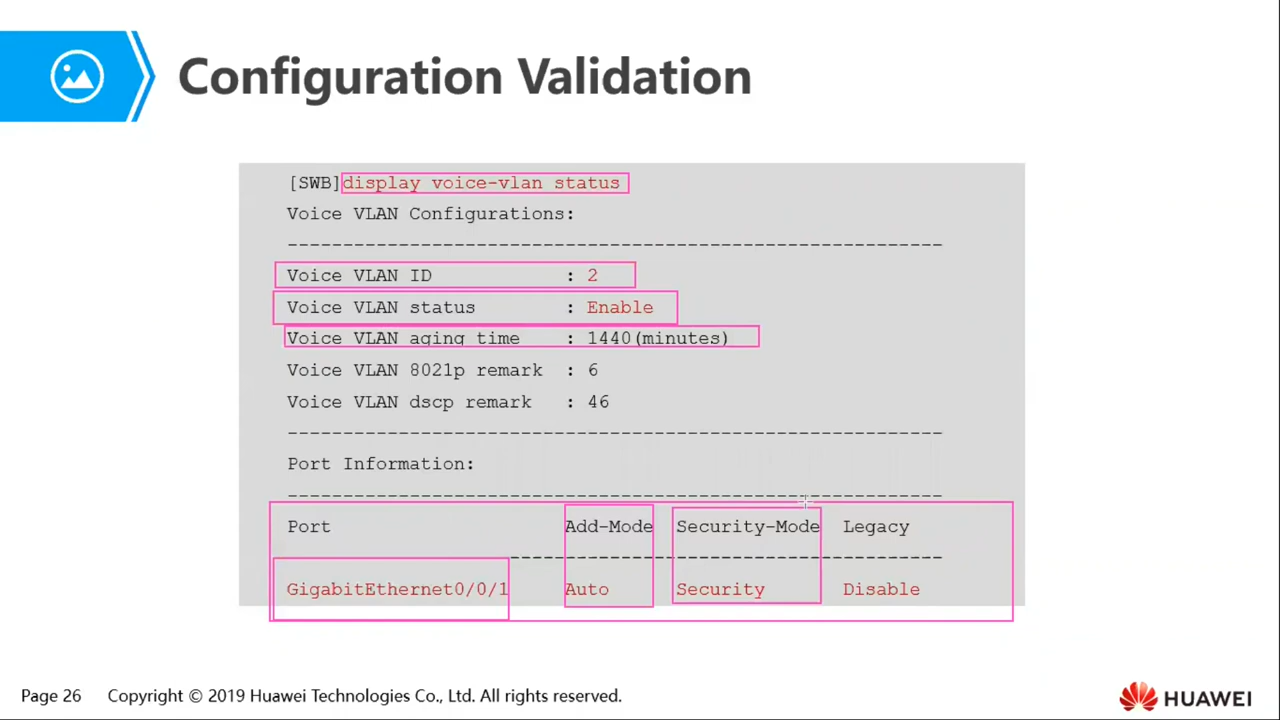 Configuration Validation
[SWB]display voice-vlan status
Voice VLAN Configurations:
-----------------------------------------------------------
Voice VLAN ID : 2
Voice VLAN status : Enable
Voice VLAN aging time : 1440(minutes)
Voice VLAN 8021p remark : 6
Voice VLAN dscp remark : 46
-----------------------------------------------------------
Port Information:
-----------------------------------------------------------
Port Add-Mode Security-Mode Legacy
---------------------------------------
GigabitEthernet0/0/1 Auto Security Disable
Page 26 Copyright © 2019 Huawei Technologies Co., Ltd. All rights reserved.
HUAWEI